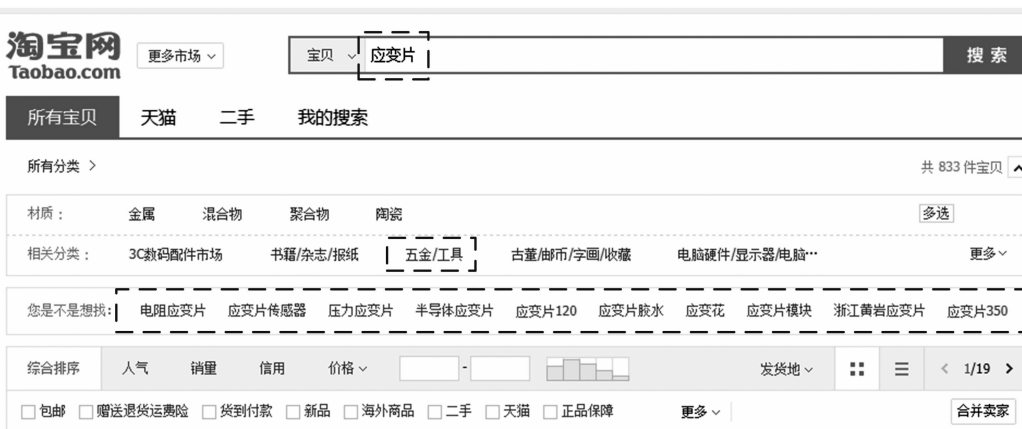 淘宝网 更多市场 宝贝 应变片 搜 索
Taobao.com
所有宝贝 天猫 二手 我的搜索
所有分类 > 共 833 件宝贝
材质: 金属 混合物 聚合物 陶瓷 多选
相关分类: 3C数码配件市场 书籍/杂志/报纸 五金/工具 古董/邮币/字画/收藏 电脑硬件/显示器/电脑… 更多
您是不是想找: 电阻应变片 应变片传感器 压力应变片 半导体应变片 应变片120 应变片胶水 应变花 应变片模块 浙江黄岩应变片 应变片350
综合排序 人气 销量 信用 价格 - 发货地 < 1/19 >
包邮 赠送退货运费险 货到付款 新品 海外商品 二手 天猫 正品保障 更多 合并卖家